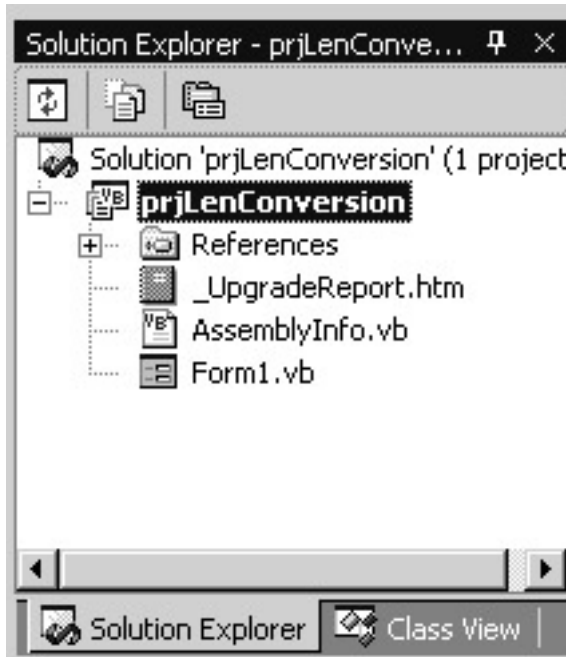 Solution Explorer - prjLenConve...
Solution 'prjLenConversion' (1 project
prjLenConversion
References
_UpgradeReport.htm
AssemblyInfo.vb
Form1.vb
Solution Explorer
Class View